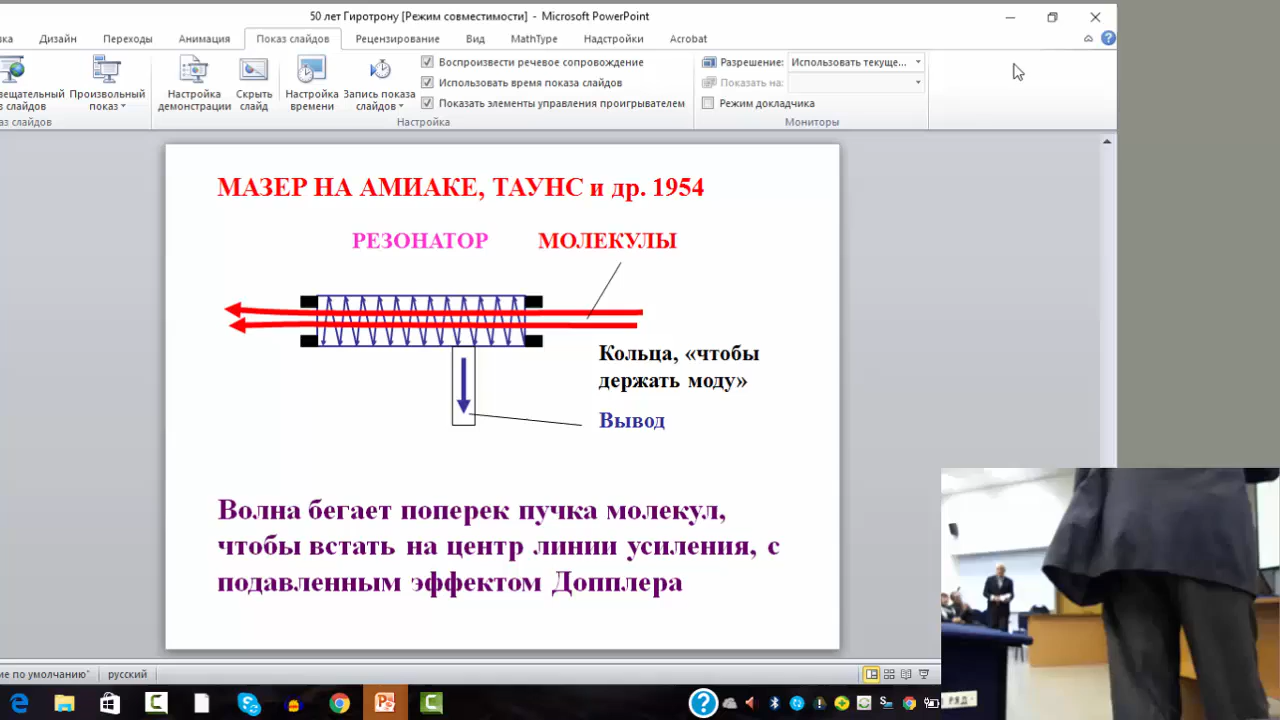 50 лет Гиротрону [Режим совместимости] - Microsoft PowerPoint
Дизайн Переходы Анимация Показ слайдов Рецензирование Вид MathType Надстройки Acrobat
Произвольный показ
Настройка демонстрации
Скрыть слайд
Настройка времени
Запись показа слайдов
Воспроизвести речевое сопровождение
Использовать время показа слайдов
Показать элементы управления проигрывателем
Настройка
Разрешение: Использовать текуще...
Показать на:
Режим докладчика
Мониторы
МАЗЕР НА АМИАКЕ, ТАУНС и др. 1954
РЕЗОНАТОР МОЛЕКУЛЫ
Кольца, «чтобы
держать моду»
Вывод
Волна бегает поперек пучка молекул,
чтобы встать на центр линии усиления, с
подавленным эффектом Допплера
ие по умолчанию" русский
РЯД